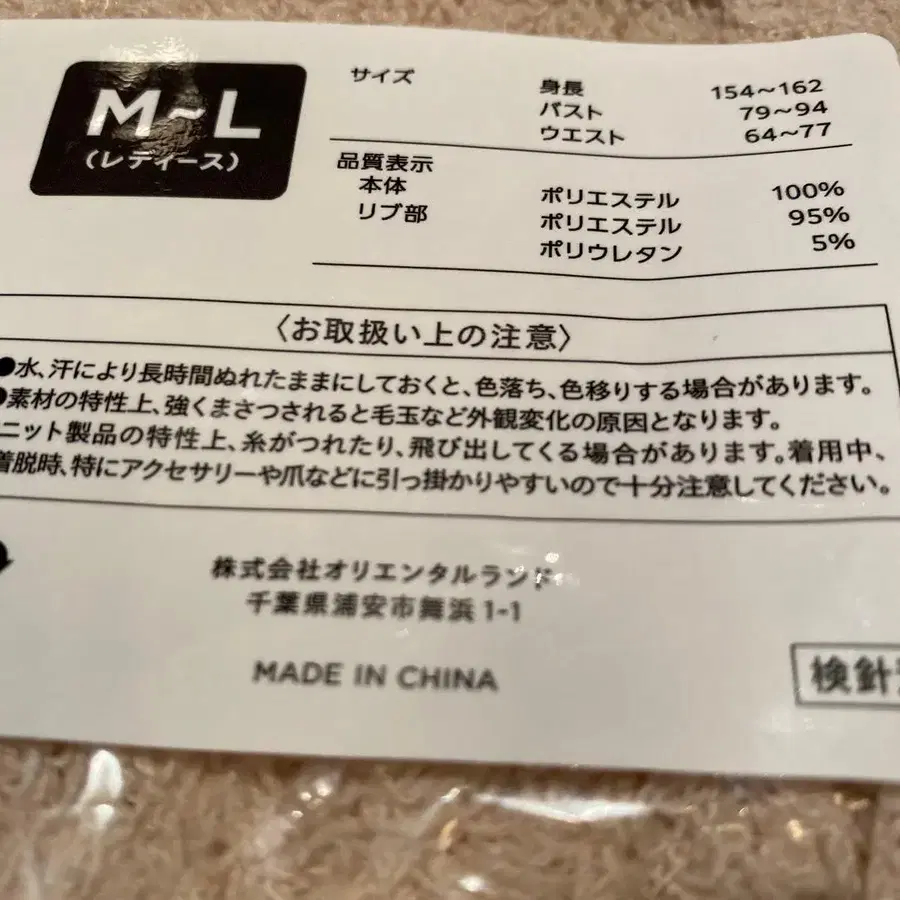 M~L
(レディース)
サイズ 身長 154～162
バスト 79～94
ウエスト 64～77
品質表示
本体 ポリエステル 100%
リブ部 ポリエステル 95%
ポリウレタン 5%
〈お取扱い上の注意〉
●水、汗により長時間ぬれたままにしておくと、色落ち、色移りする場合があります。
●素材の特性上、強くまさつされると毛玉など外観変化の原因となります。
ニット製品の特性上、糸がつれたり、飛び出してくる場合があります。着用中、
着脱時、特にアクセサリーや爪などに引っ掛かりやすいので十分注意してください。
株式会社オリエンタルランド
千葉県浦安市舞浜1-1
MADE IN CHINA
検針